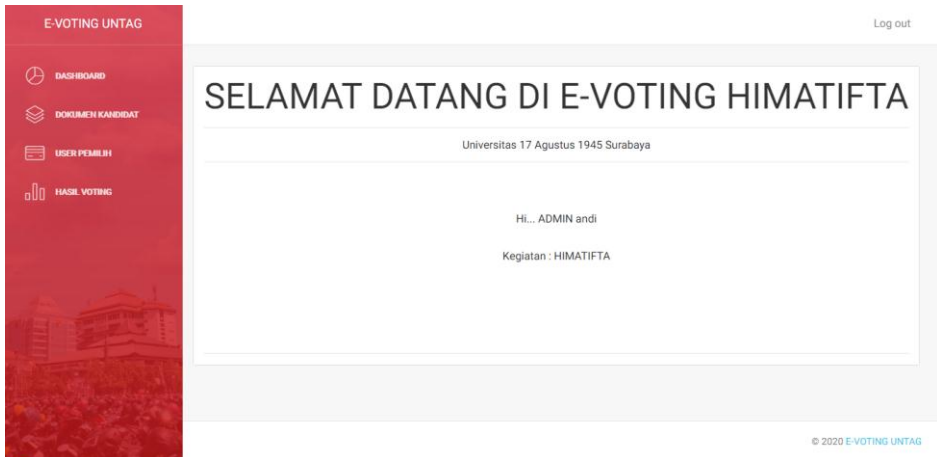 E-VOTING UNTAG
Log out
DASHBOARD
DOKUMEN KANDIDAT
USER PEMILIH
HASIL VOTING
SELAMAT DATANG DI E-VOTING HIMATIFTA
Universitas 17 Agustus 1945 Surabaya
Hi... ADMIN andi
Kegiatan : HIMATIFTA
© 2020 E-VOTING UNTAG